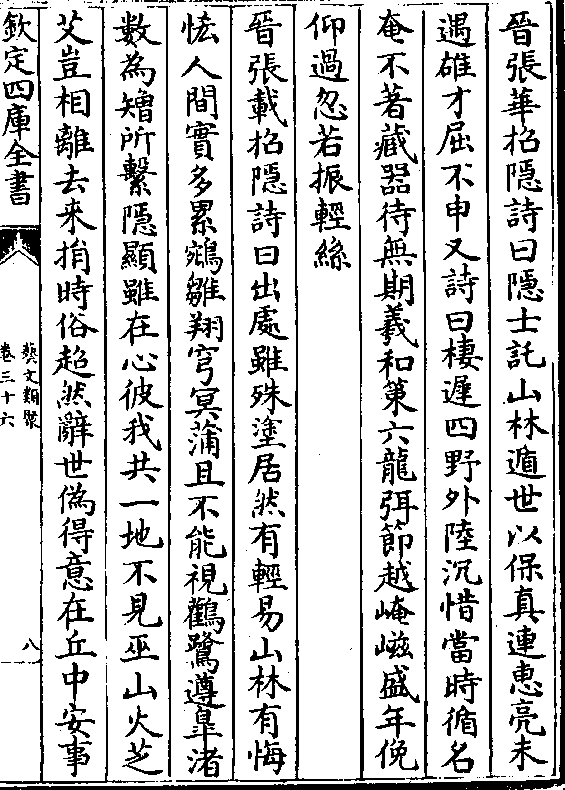 晉張華招隱詩曰隱士託山林遁世以保真連惠亮未
遇雄才屈不申又詩曰棲遲四野外陸沉惜當時循名
奄不著藏器待無期羲和策六龍弭節越崦嵫盛年俛
仰過忽若振輕絲
晉張載招隱詩曰出處雖殊塗居然有輕易山林有悔
恡人間實多累鵷雛翔穹冥蒲且不能視鸛鷺遵臯渚
數為矰所繫隱顯雖在心彼我共一地不見巫山火芝
艾豈相離去来捐時俗超然辭世偽得意在丘中安事
欽定四庫全書
藝文類聚
卷三十六
八